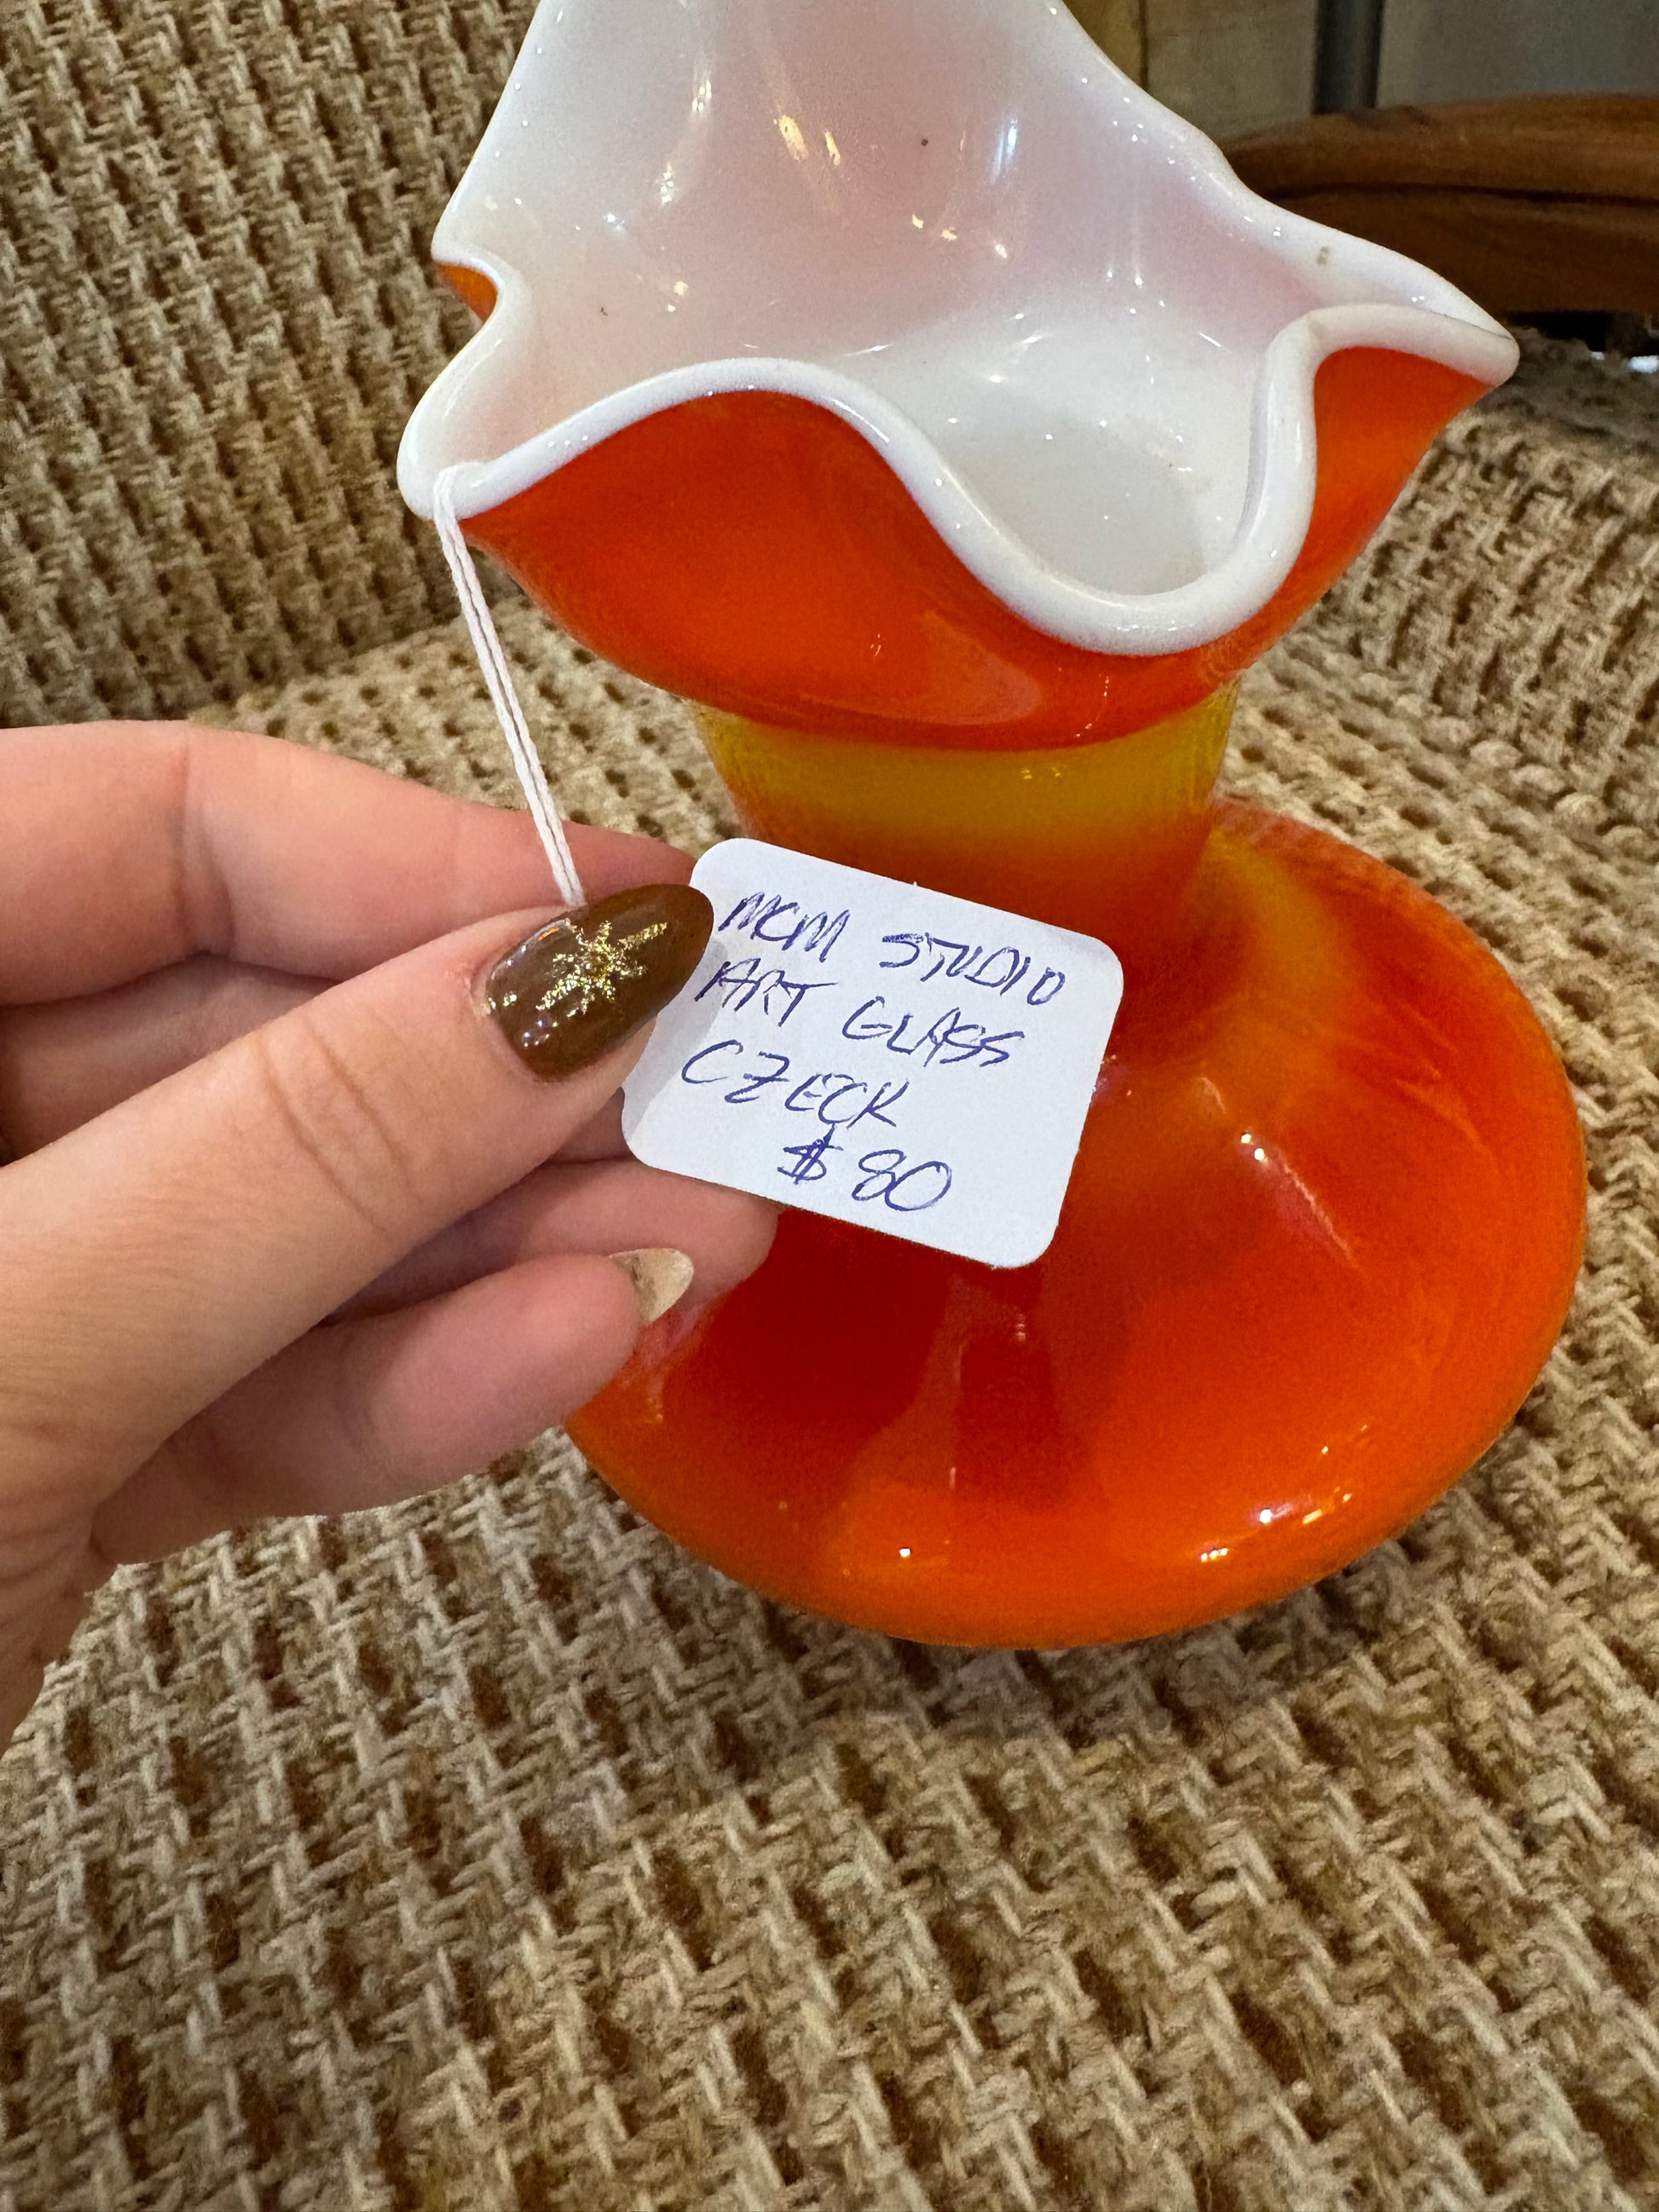 MCM STUDIO
ART GLASS
CZECK
$80